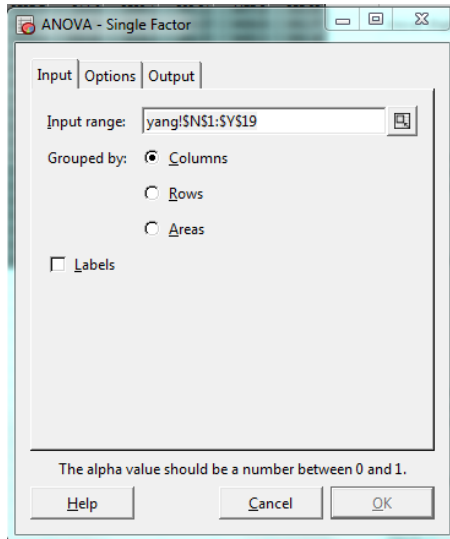 ANOVA - Single Factor
Input Options Output
Input range: yang!$N$1:$Y$19
Grouped by: Columns
Rows
Areas
Labels
The alpha value should be a number between 0 and 1.
Help Cancel OK